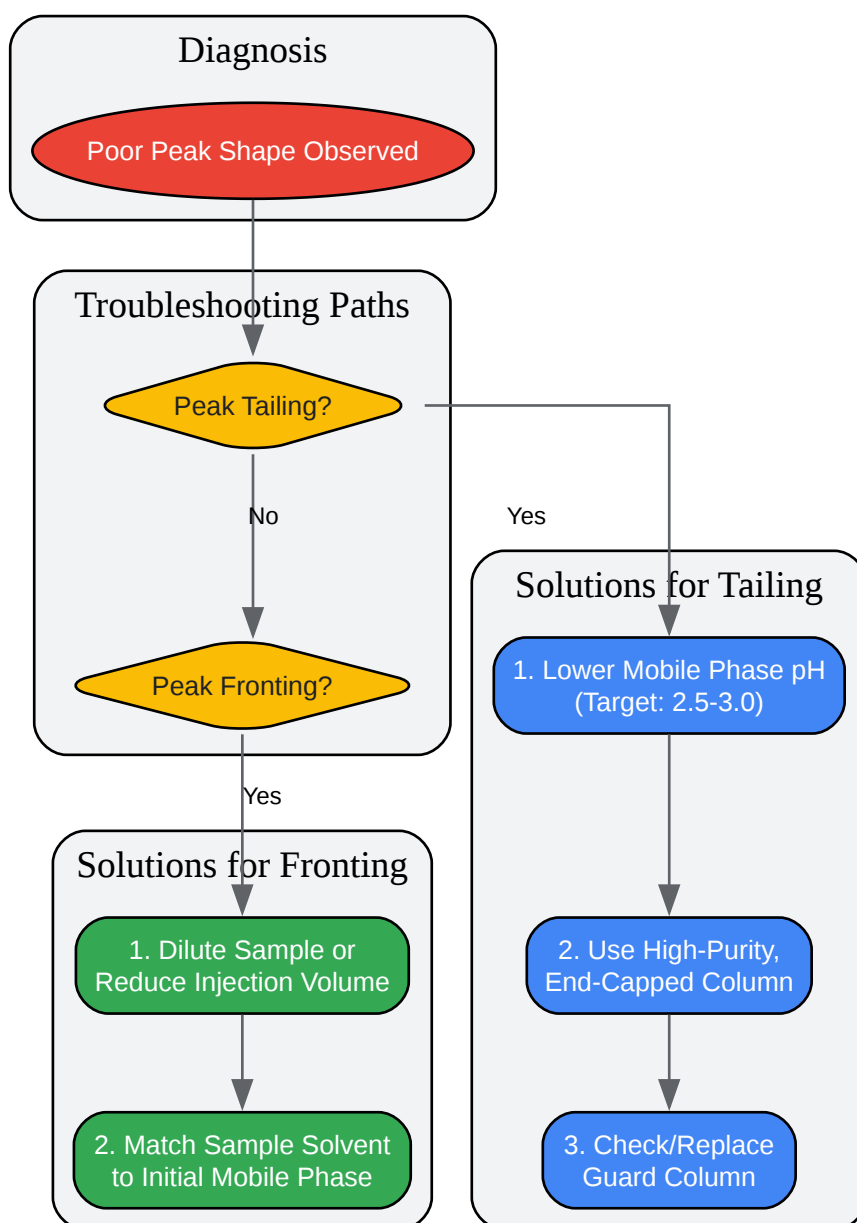 Diagnosis
Poor Peak Shape Observed
Troubleshooting Paths
Peak Tailing?
No
Yes
Peak Fronting?
Yes
Solutions for Tailing
1. Lower Mobile Phase pH
(Target: 2.5-3.0)
2. Use High-Purity,
End-Capped Column
3. Check/Replace
Guard Column
Solutions for Fronting
1. Dilute Sample or
Reduce Injection Volume
2. Match Sample Solvent
to Initial Mobile Phase